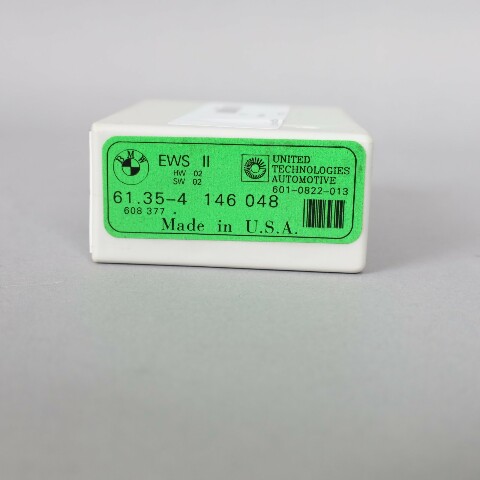 BMW
EWS II
HW 02
SW 02
UNITED
TECHNOLOGIES
AUTOMOTIVE
601-0822-013
61.35-4 146 048
608 377 .
Made in U.S.A.